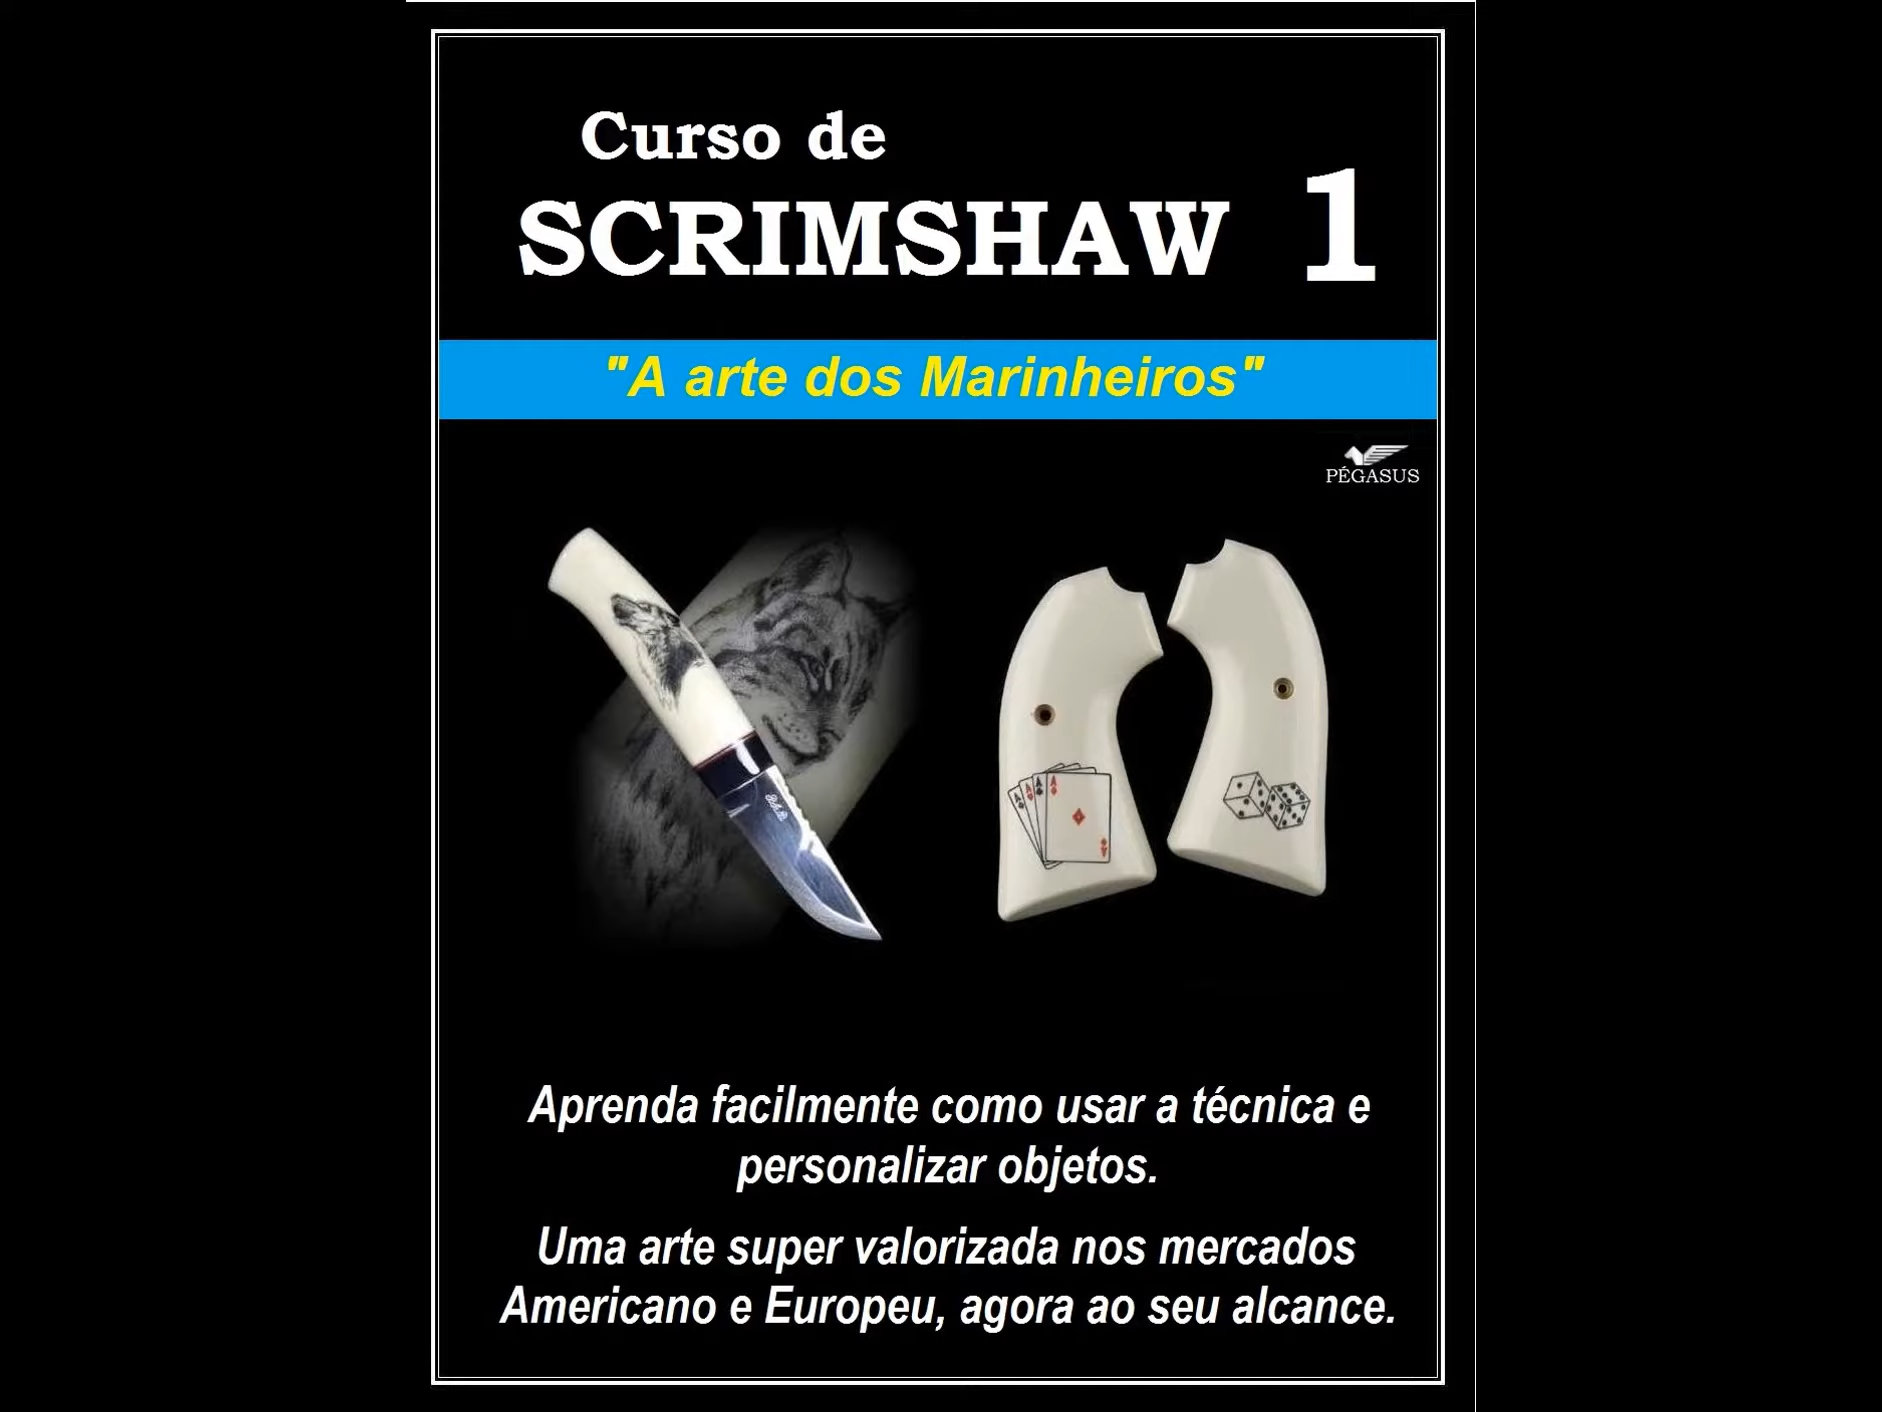 Curso de
SCRIMSHAW 1
"A arte dos Marinheiros"
PÉGASUS
A A A A
A
Aprenda facilmente como usar a técnica e
personalizar objetos.
Uma arte super valorizada nos mercados
Americano e Europeu, agora ao seu alcance.